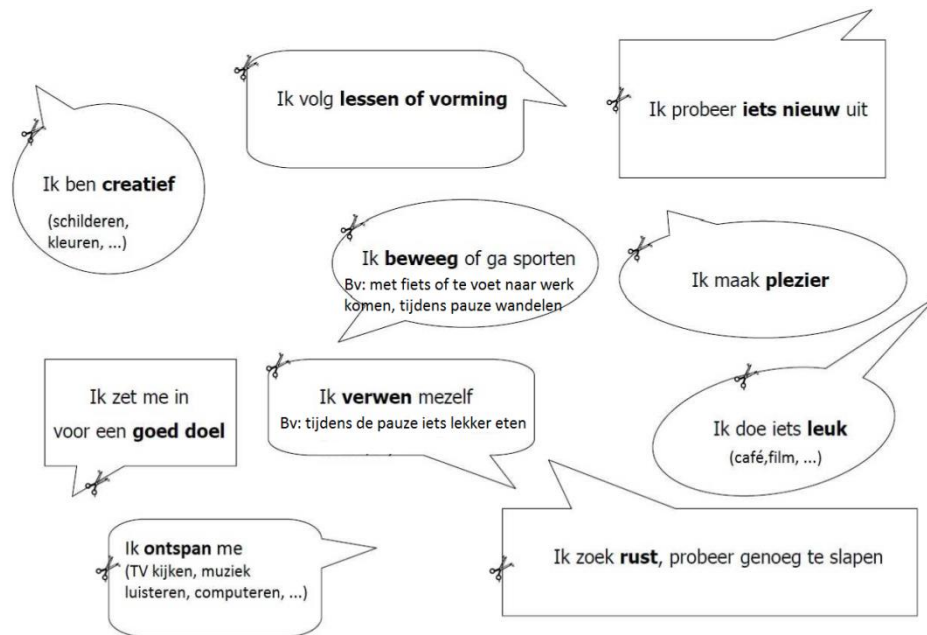 Ik volg lessen of vorming
Ik probeer iets nieuw uit
Ik ben creatief
(schilderen,
kleuren, ...)
Ik beweeg of ga sporten
Bv: met fiets of te voet naar werk
komen, tijdens pauze wandelen
Ik maak plezier
Ik zet me in
voor een goed doel
Ik verwen mezelf
Bv: tijdens de pauze iets lekker eten
Ik doe iets leuk
(café,film, ...)
Ik ontspan me
(TV kijken, muziek
luisteren, computeren, ...)
Ik zoek rust, probeer genoeg te slapen